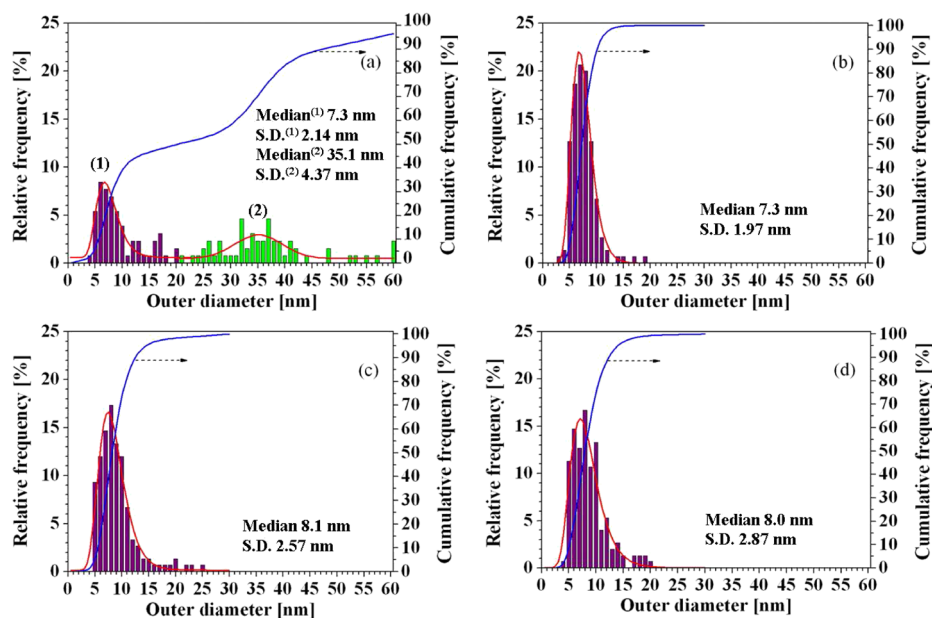 25
20
15
10
5
0
Relative frequency [%]
0 5 10 15 20 25 30 35 40 45 50 55 60
Outer diameter [nm]
100
90
80
70
60
50
40
30
20
10
0
Cumulative frequency [%]
(a)
Median(1) 7.3 nm
S.D.(1) 2.14 nm
Median(2) 35.1 nm
S.D.(2) 4.37 nm
(1)
(2)
25
20
15
10
5
0
Relative frequency [%]
0 5 10 15 20 25 30 35 40 45 50 55 60
Outer diameter [nm]
100
90
80
70
60
50
40
30
20
10
0
Cumulative frequency [%]
(b)
Median 7.3 nm
S.D. 1.97 nm
25
20
15
10
5
0
Relative frequency [%]
0 5 10 15 20 25 30 35 40 45 50 55 60
Outer diameter [nm]
100
90
80
70
60
50
40
30
20
10
0
Cumulative frequency [%]
(c)
Median 8.1 nm
S.D. 2.57 nm
25
20
15
10
5
0
Relative frequency [%]
0 5 10 15 20 25 30 35 40 45 50 55 60
Outer diameter [nm]
100
90
80
70
60
50
40
30
20
10
0
Cumulative frequency [%]
(d)
Median 8.0 nm
S.D. 2.87 nm